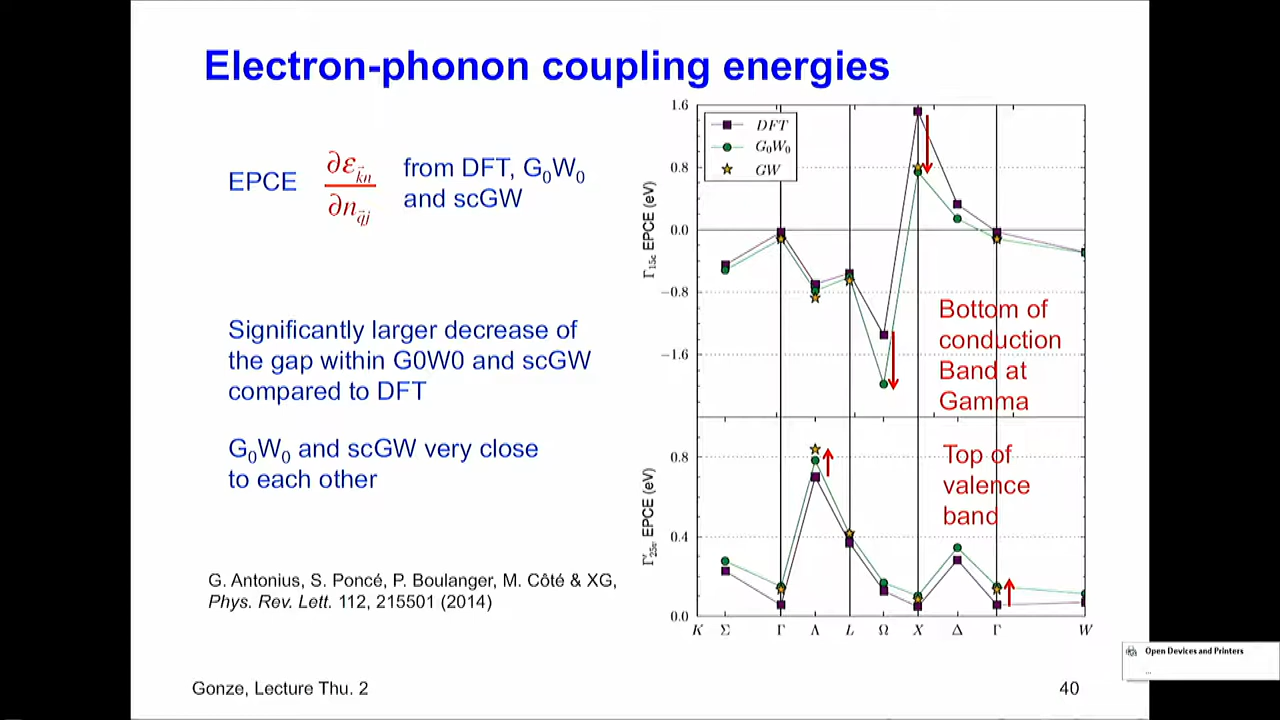 Electron-phonon coupling energies
EPCE ∂ε_{k⃗n} / ∂n_{q⃗j} from DFT, G₀W₀
and scGW
Significantly larger decrease of
the gap within G0W0 and scGW
compared to DFT
G₀W₀ and scGW very close
to each other
G. Antonius, S. Poncé, P. Boulanger, M. Côté & XG,
Phys. Rev. Lett. 112, 215501 (2014)
Gonze, Lecture Thu. 2
40
DFT
G₀W₀
GW
Γ₁₅c EPCE (eV)
1.6
0.8
0.0
−0.8
−1.6
Bottom of
conduction
Band at
Gamma
Γ'₂₅v EPCE (eV)
0.8
0.4
0.0
Top of
valence
band
K Σ Γ Λ L Ω X Δ Γ W
Open Devices and Printers
...